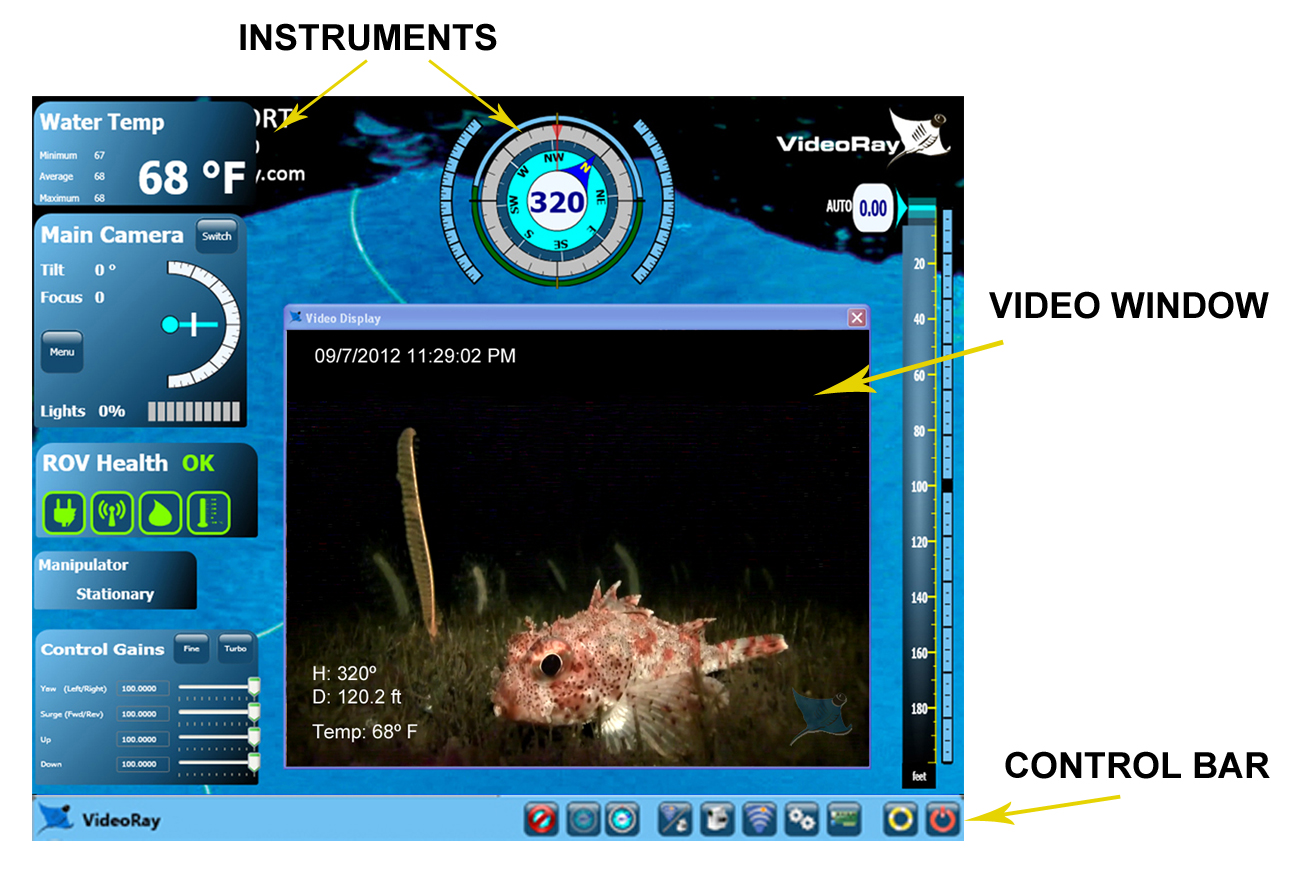 INSTRUMENTS
Water Temp
Minimum 67
Average 68
Maximum 68
68 °F
ORT
y.com
NW
N
NE
E
SE
S
SW
W
320
VideoRay
AUTO 0.00
20
40
60
80
100
120
140
160
180
feet
Main Camera
Switch
Tilt 0 °
Focus 0
Menu
Lights 0%
Video Display
09/7/2012 11:29:02 PM
H: 320º
D: 120.2 ft
Temp: 68º F
VIDEO WINDOW
ROV Health OK
Manipulator
Stationary
Control Gains
Fine
Turbo
Yaw (Left/Right) 100.0000
Surge (Fwd/Rev) 100.0000
Up 100.0000
Down 100.0000
CONTROL BAR
VideoRay